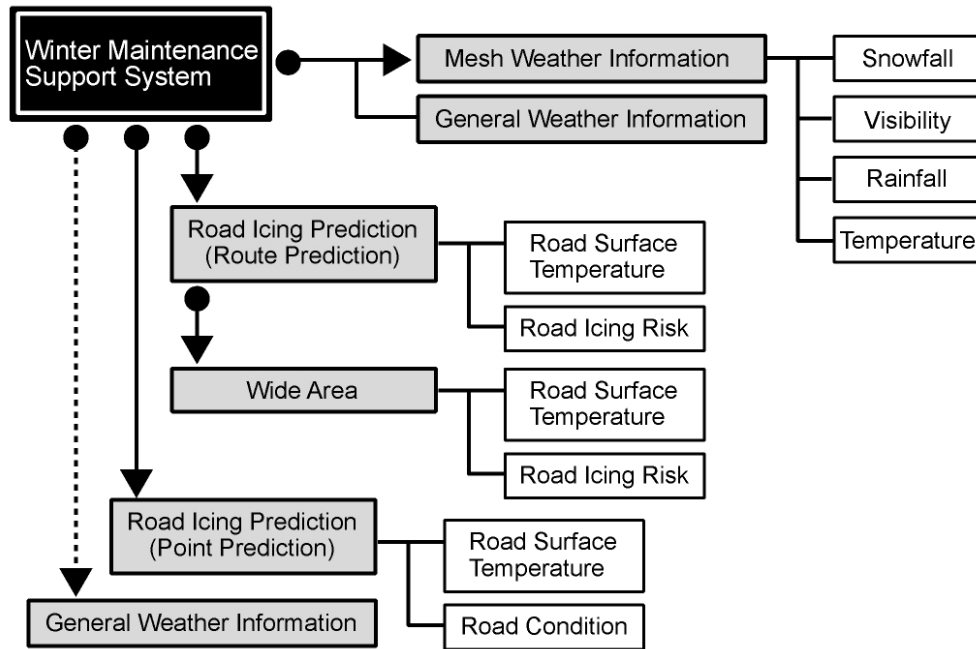 Winter Maintenance
Support System
Mesh Weather Information
General Weather Information
Snowfall
Visibility
Rainfall
Temperature
Road Icing Prediction
(Route Prediction)
Road Surface
Temperature
Road Icing Risk
Wide Area
Road Surface
Temperature
Road Icing Risk
Road Icing Prediction
(Point Prediction)
Road Surface
Temperature
Road Condition
General Weather Information